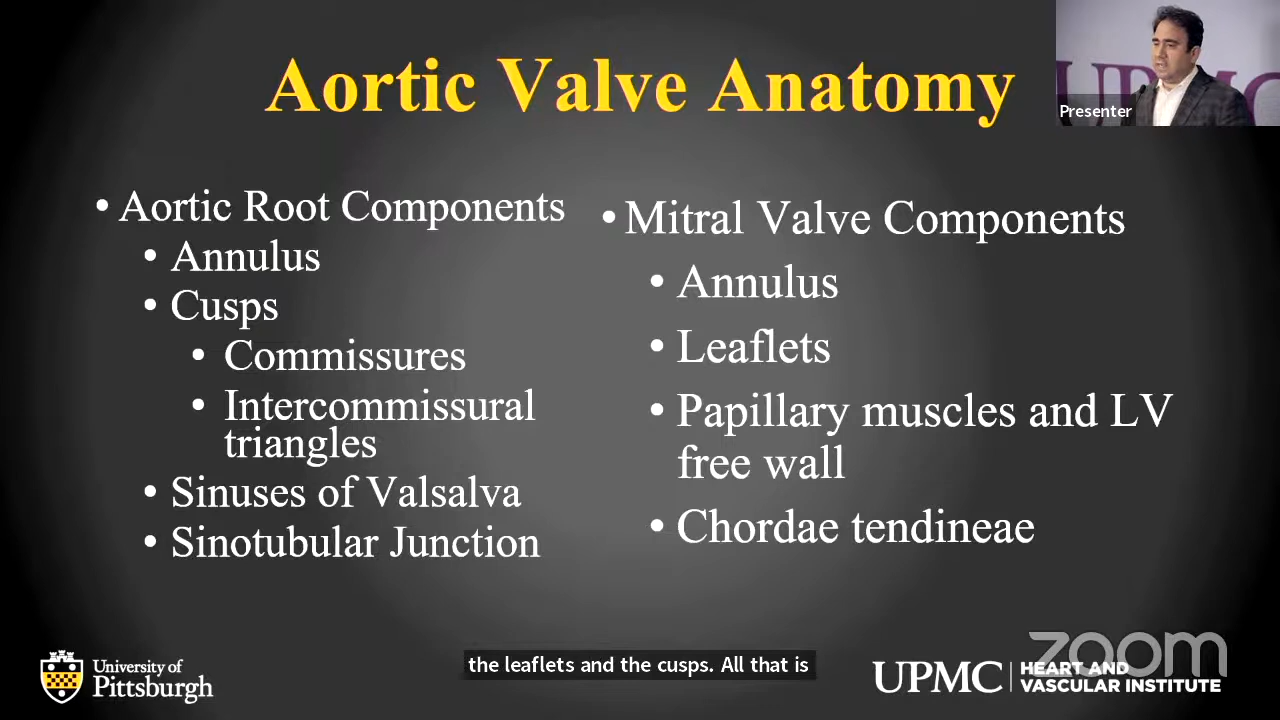 Aortic Valve Anatomy
Presenter
• Aortic Root Components
• Annulus
• Cusps
• Commissures
• Intercommissural
triangles
• Sinuses of Valsalva
• Sinotubular Junction
• Mitral Valve Components
• Annulus
• Leaflets
• Papillary muscles and LV
free wall
• Chordae tendineae
the leaflets and the cusps. All that is
University of
Pittsburgh
UPMC
HEART AND
VASCULAR INSTITUTE
zoom
UPMC